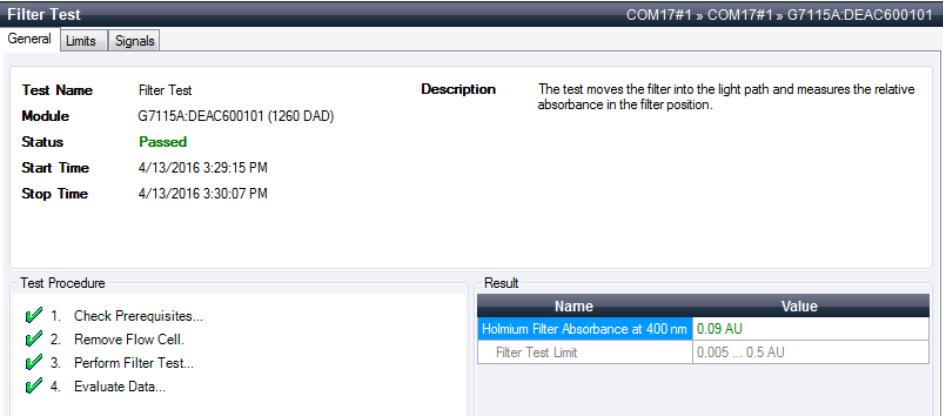 Filter Test
COM17#1 » COM17#1 » G7115A:DEAC600101
General Limits Signals
Test Name Filter Test
Module G7115A:DEAC600101 (1260 DAD)
Status Passed
Start Time 4/13/2016 3:29:15 PM
Stop Time 4/13/2016 3:30:07 PM
Description The test moves the filter into the light path and measures the relative
absorbance in the filter position.
Test Procedure
1. Check Prerequisites...
2. Remove Flow Cell.
3. Perform Filter Test...
4. Evaluate Data...
Result
Name Value
Holmium Filter Absorbance at 400 nm 0.09 AU
Filter Test Limit 0.005 ... 0.5 AU